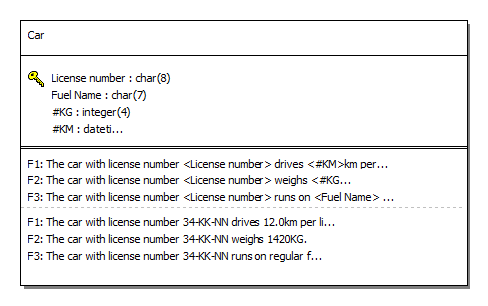 Car
License number : char(8)
Fuel Name : char(7)
#KG : integer(4)
#KM : dateti...
F1: The car with license number <License number> drives <#KM>km per...
F2: The car with license number <License number> weighs <#KG...
F3: The car with license number <License number> runs on <Fuel Name> ...
F1: The car with license number 34-KK-NN drives 12.0km per li...
F2: The car with license number 34-KK-NN weighs 1420KG.
F3: The car with license number 34-KK-NN runs on regular f...